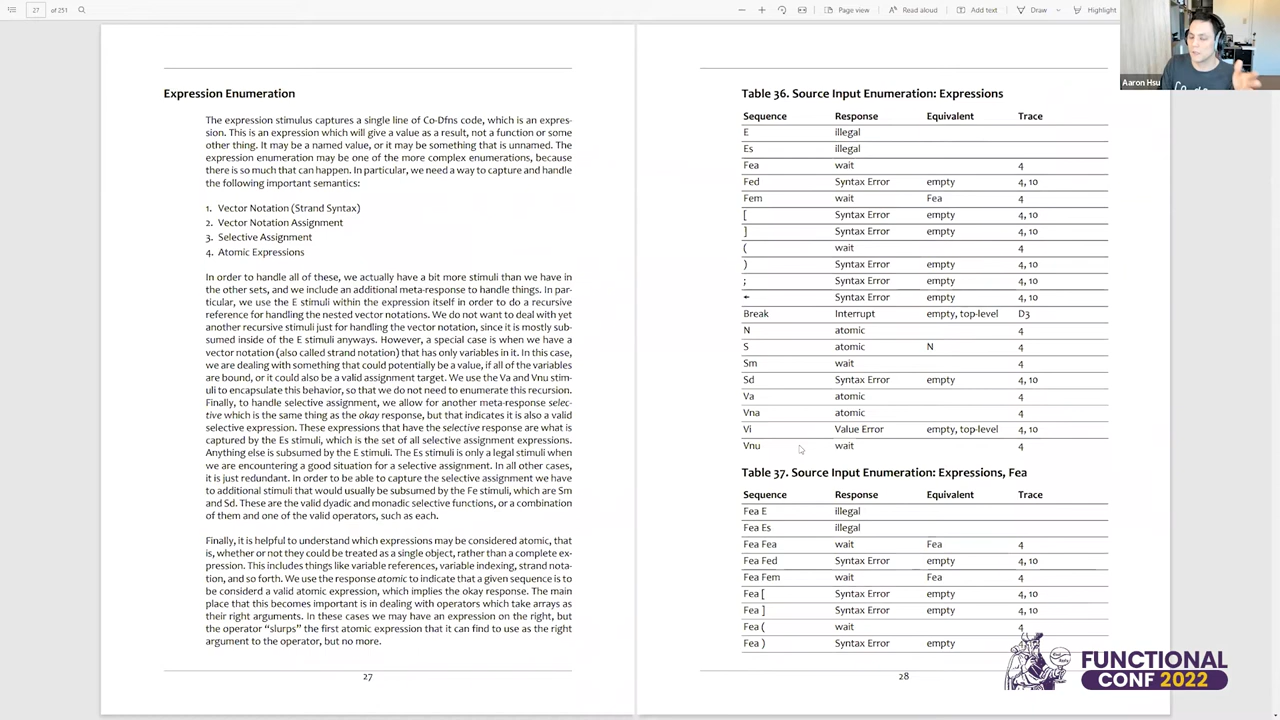 27 of 251
Page view
Read aloud
Add text
Draw
Highlight
Aaron Hsu
Expression Enumeration
The expression stimulus captures a single line of Co-Dfns code, which is an expres-
sion. This is an expression which will give a value as a result, not a function or some
other thing. It may be a named value, or it may be something that is unnamed. The
expression enumeration may be one of the more complex enumerations, because
there is so much that can happen. In particular, we need a way to capture and handle
the following important semantics:
1. Vector Notation (Strand Syntax)
2. Vector Notation Assignment
3. Selective Assignment
4. Atomic Expressions
In order to handle all of these, we actually have a bit more stimuli than we have in
the other sets, and we include an additional meta-response to handle things. In par-
ticular, we use the E stimuli within the expression itself in order to do a recursive
reference for handling the nested vector notations. We do not want to deal with yet
another recursive stimuli just for handling the vector notation, since it is mostly sub-
sumed inside of the E stimuli anyways. However, a special case is when we have a
vector notation (also called strand notation) that has only variables in it. In this case,
we are dealing with something that could potentially be a value, if all of the variables
are bound, or it could also be a valid assignment target. We use the Va and Vnu stim-
uli to encapsulate this behavior, so that we do not need to enumerate this recursion.
Finally, to handle selective assignment, we allow for another meta-response selec-
tive which is the same thing as the okay response, but that indicates it is also a valid
selective expression. These expressions that have the selective response are what is
captured by the Es stimuli, which is the set of all selective assignment expressions.
Anything else is subsumed by the E stimuli. The Es stimuli is only a legal stimuli when
we are encountering a good situation for a selective assignment. In all other cases,
it is just redundant. In order to be able to capture the selective assignment we have
to additional stimuli that would usually be subsumed by the Fe stimuli, which are Sm
and Sd. These are the valid dyadic and monadic selective functions, or a combination
of them and one of the valid operators, such as each.
Finally, it is helpful to understand which expressions may be considered atomic, that
is, whether or not they could be treated as a single object, rather than a complete ex-
pression. This includes things like variable references, variable indexing, strand nota-
tion, and so forth. We use the response atomic to indicate that a given sequence is to
be considerd a valid atomic expression, which implies the okay response. The main
place that this becomes important is in dealing with operators which take arrays as
their right arguments. In these cases we may have an expression on the right, but
the operator “slurps” the first atomic expression that it can find to use as the right
argument to the operator, but no more.
27
Table 36. Source Input Enumeration: Expressions
Sequence Response Equivalent Trace
E illegal
Es illegal
Fea wait 4
Fed Syntax Error empty 4, 10
Fem wait Fea 4
[ Syntax Error empty 4, 10
] Syntax Error empty 4, 10
( wait 4
) Syntax Error empty 4, 10
; Syntax Error empty 4, 10
← Syntax Error empty 4, 10
Break Interrupt empty, top-level D3
N atomic 4
S atomic N 4
Sm wait 4
Sd Syntax Error empty 4, 10
Va atomic 4
Vna atomic 4
Vi Value Error empty, top-level 4, 10
Vnu wait 4
Table 37. Source Input Enumeration: Expressions, Fea
Sequence Response Equivalent Trace
Fea E illegal
Fea Es illegal
Fea Fea wait Fea 4
Fea Fed Syntax Error empty 4, 10
Fea Fem wait Fea 4
Fea [ Syntax Error empty 4, 10
Fea ] Syntax Error empty 4, 10
Fea ( wait 4
Fea ) Syntax Error empty
28
FUNCTIONAL
CONF 2022